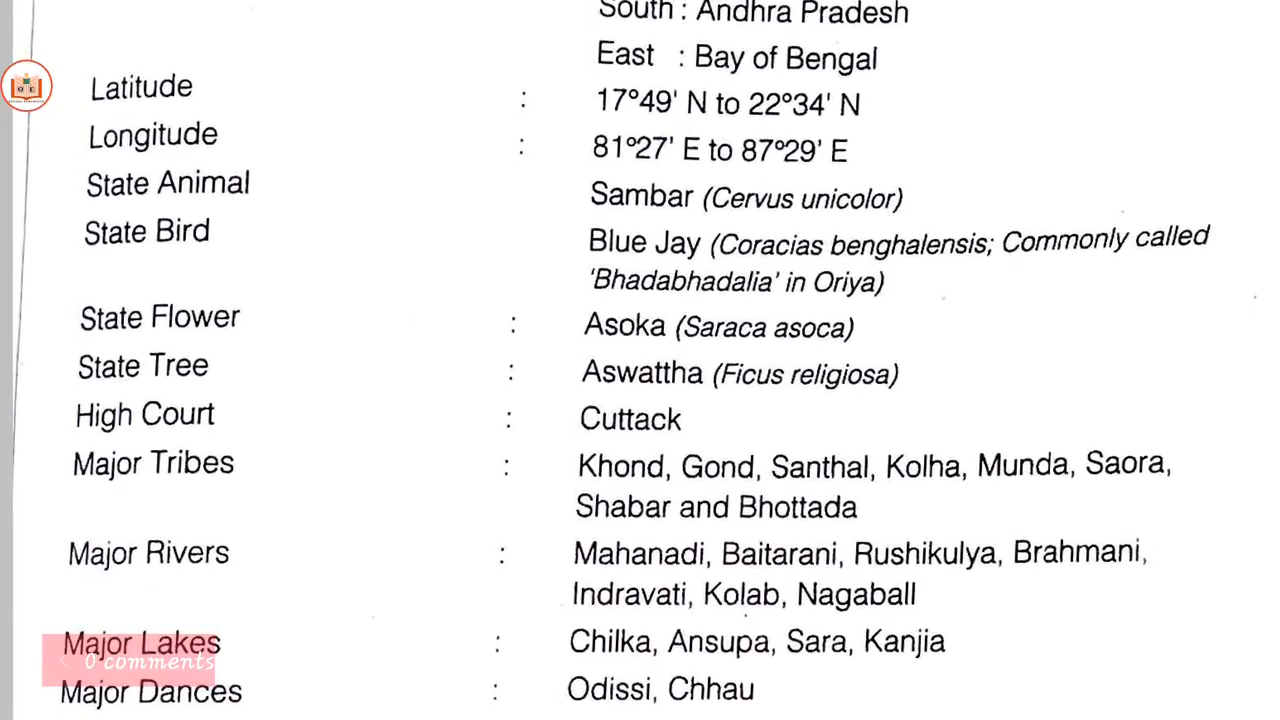 South : Andhra Pradesh
East : Bay of Bengal
Latitude : 17°49' N to 22°34' N
Longitude : 81°27' E to 87°29' E
State Animal Sambar (Cervus unicolor)
State Bird Blue Jay (Coracias benghalensis; Commonly called
'Bhadabhadalia' in Oriya)
State Flower : Asoka (Saraca asoca)
State Tree : Aswattha (Ficus religiosa)
High Court : Cuttack
Major Tribes : Khond, Gond, Santhal, Kolha, Munda, Saora,
Shabar and Bhottada
Major Rivers : Mahanadi, Baitarani, Rushikulya, Brahmani,
Indravati, Kolab, Nagaball
Major Lakes : Chilka, Ansupa, Sara, Kanjia
0 comments
Major Dances : Odissi, Chhau
O E